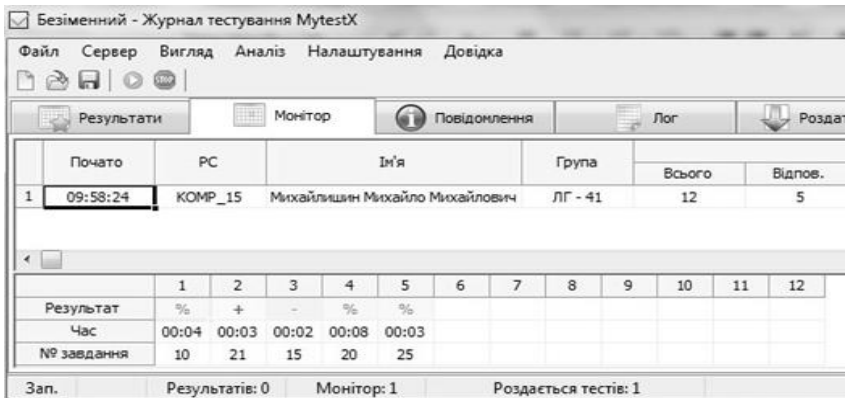 Безіменний - Журнал тестування MytestX
Файл Сервер Вигляд Аналіз Налаштування Довідка
STOP
Результати Монітор Повідомлення Лог
Почато PC Ім'я Група
Всього Відпов.
1 09:58:24 KOMP_15 Михайлишин Михайло Михайлович ЛГ - 41 12 5
1 2 3 4 5 6 7 8 9 10 11 12
Результат % + - % %
Час 00:04 00:03 00:02 00:08 00:03
№ завдання 10 21 15 20 25
Зап. Результатів: 0 Монітор: 1 Роздається тестів: 1